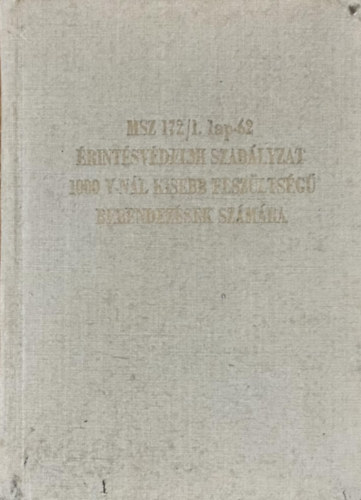 MSZ 172/1. lap-62
ÉRINTÉSVÉDELMI SZABÁLYZAT
1000 V-NÁL KISEBB FESZÜLTSÉGŰ
BERENDEZÉSEK SZÁMÁRA